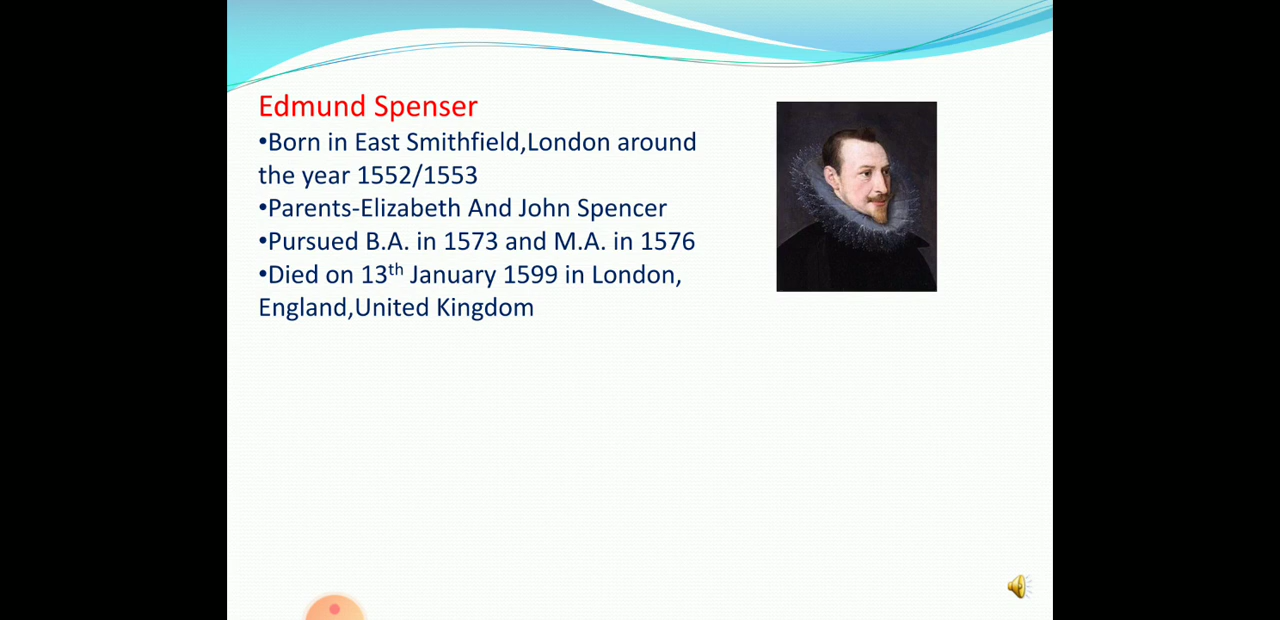 Edmund Spenser
•Born in East Smithfield,London around
the year 1552/1553
•Parents-Elizabeth And John Spencer
•Pursued B.A. in 1573 and M.A. in 1576
•Died on 13th January 1599 in London,
England,United Kingdom